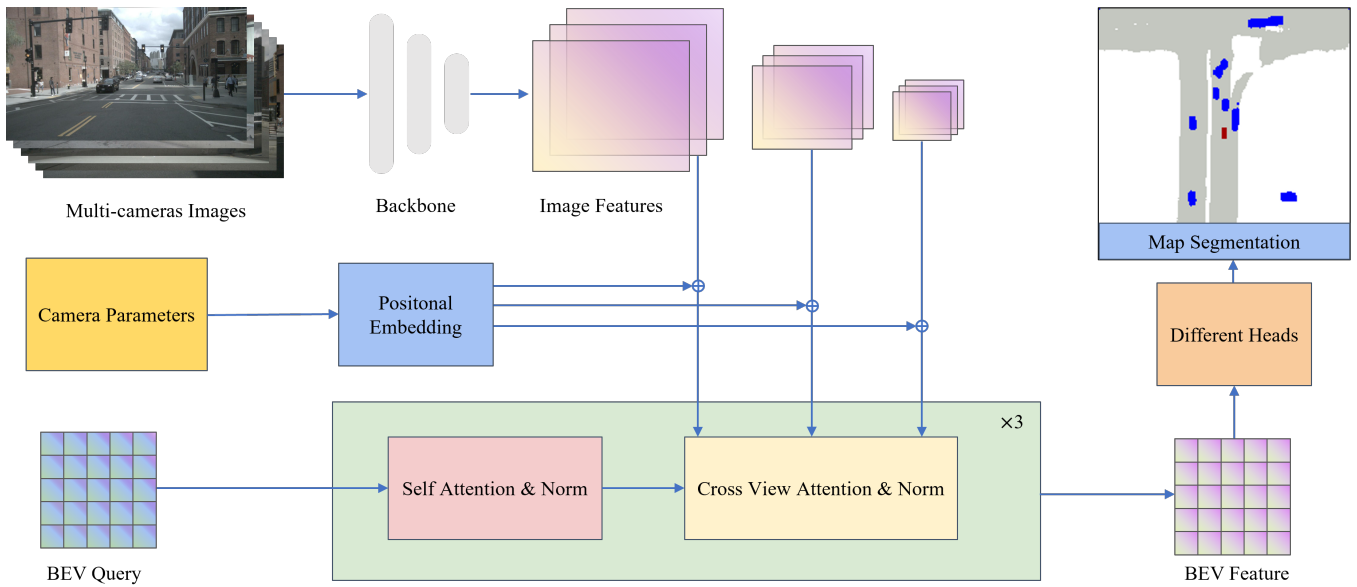 Multi-cameras Images
Backbone
Image Features
Map Segmentation
Camera Parameters
Positonal
Embedding
Different Heads
×3
Self Attention & Norm
Cross View Attention & Norm
BEV Query
BEV Feature